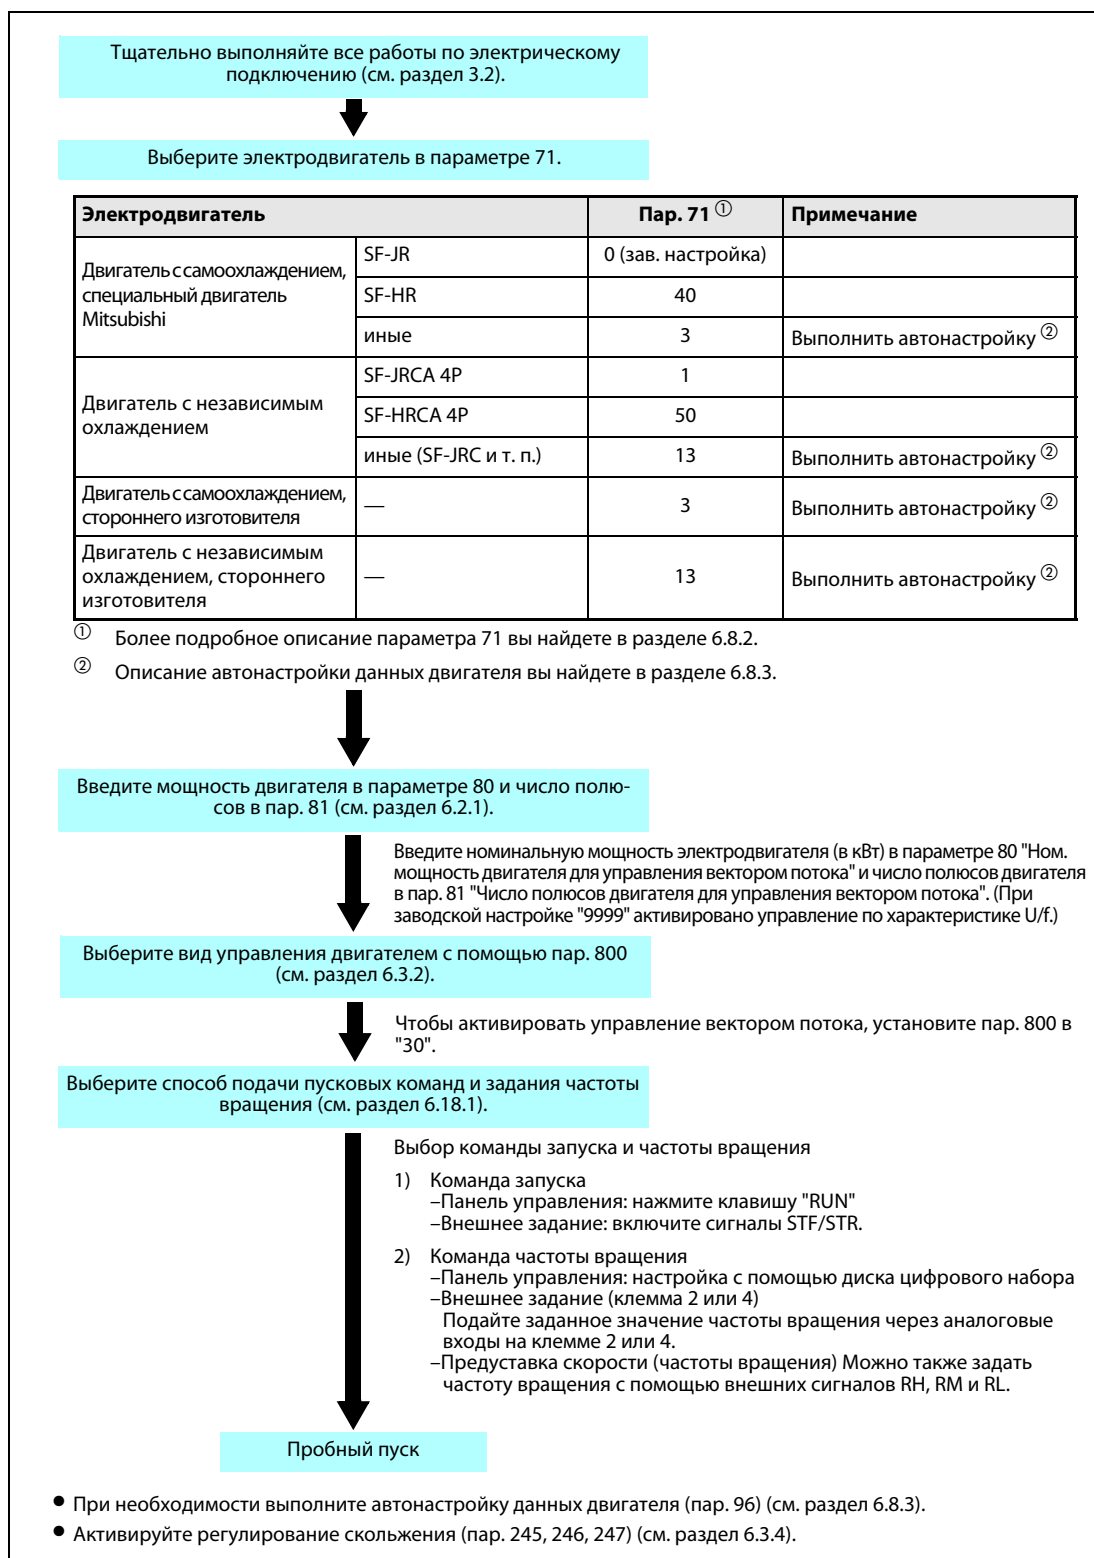 Тщательно выполняйте все работы по электрическому
подключению (см. раздел 3.2).
Выберите электродвигатель в параметре 71.
Электродвигатель Пар. 71 ① Примечание
Двигатель с самоохлаждением,
специальный двигатель
Mitsubishi
SF-JR 0 (зав. настройка)
SF-HR 40
иные 3 Выполнить автонастройку ②
Двигатель с независимым
охлаждением
SF-JRCA 4P 1
SF-HRCA 4P 50
иные (SF-JRC и т. п.) 13 Выполнить автонастройку ②
Двигатель с самоохлаждением,
стороннего изготовителя
— 3 Выполнить автонастройку ②
Двигатель с независимым
охлаждением, стороннего
изготовителя
— 13 Выполнить автонастройку ②
① Более подробное описание параметра 71 вы найдете в разделе 6.8.2.
② Описание автонастройки данных двигателя вы найдете в разделе 6.8.3.
Введите мощность двигателя в параметре 80 и число полю-
сов в пар. 81 (см. раздел 6.2.1).
Введите номинальную мощность электродвигателя (в кВт) в параметре 80 "Ном.
мощность двигателя для управления вектором потока" и число полюсов двигателя
в пар. 81 "Число полюсов двигателя для управления вектором потока". (При
заводской настройке "9999" активировано управление по характеристике U/f.)
Выберите вид управления двигателем с помощью пар. 800
(см. раздел 6.3.2).
Чтобы активировать управление вектором потока, установите пар. 800 в
"30".
Выберите способ подачи пусковых команд и задания частоты
вращения (см. раздел 6.18.1).
Выбор команды запуска и частоты вращения
1) Команда запуска
–Панель управления: нажмите клавишу "RUN"
–Внешнее задание: включите сигналы STF/STR.
2) Команда частоты вращения
–Панель управления: настройка с помощью диска цифрового набора
–Внешнее задание (клемма 2 или 4)
Подайте заданное значение частоты вращения через аналоговые
входы на клемме 2 или 4.
–Предуставка скорости (частоты вращения) Можно также задать
частоту вращения с помощью внешних сигналов RH, RM и RL.
Пробный пуск
● При необходимости выполните автонастройку данных двигателя (пар. 96) (см. раздел 6.8.3).
● Активируйте регулирование скольжения (пар. 245, 246, 247) (см. раздел 6.3.4).